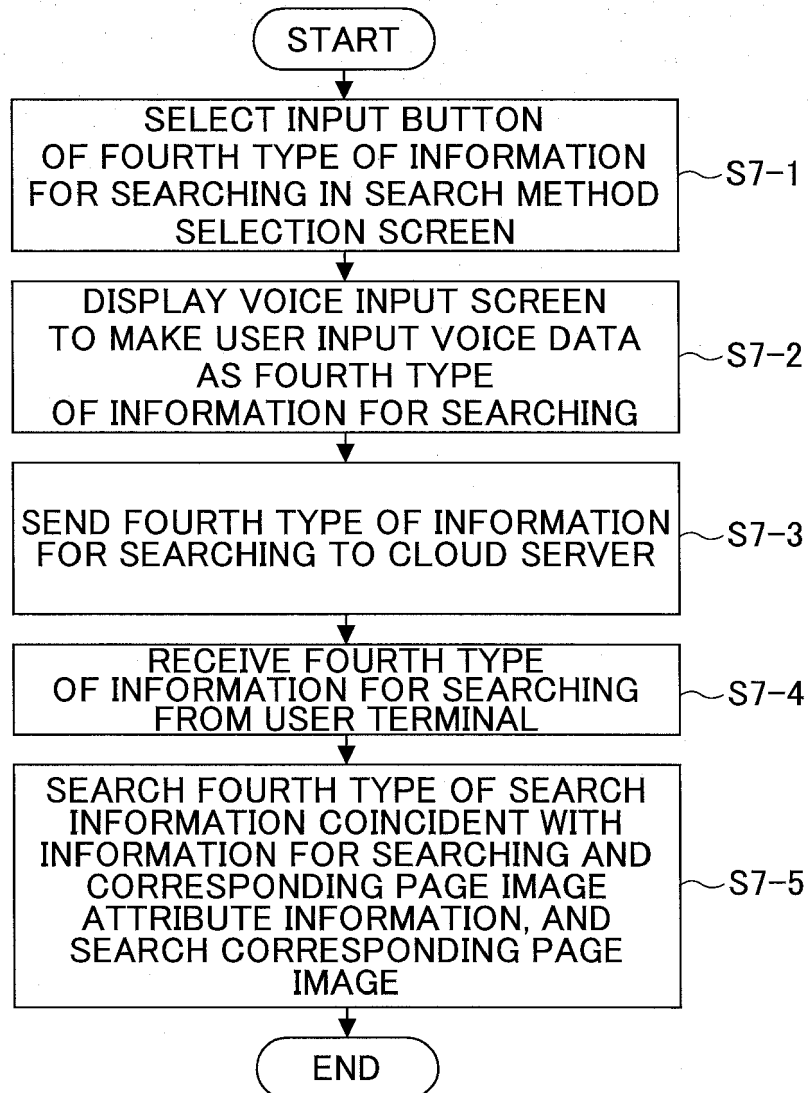 START
SELECT INPUT BUTTON
OF FOURTH TYPE OF INFORMATION
FOR SEARCHING IN SEARCH METHOD
SELECTION SCREEN
S7-1
DISPLAY VOICE INPUT SCREEN
TO MAKE USER INPUT VOICE DATA
AS FOURTH TYPE
OF INFORMATION FOR SEARCHING
S7-2
SEND FOURTH TYPE OF INFORMATION
FOR SEARCHING TO CLOUD SERVER
S7-3
RECEIVE FOURTH TYPE
OF INFORMATION FOR SEARCHING
FROM USER TERMINAL
S7-4
SEARCH FOURTH TYPE OF SEARCH
INFORMATION COINCIDENT WITH
INFORMATION FOR SEARCHING AND
CORRESPONDING PAGE IMAGE
ATTRIBUTE INFORMATION, AND
SEARCH CORRESPONDING PAGE
IMAGE
S7-5
END